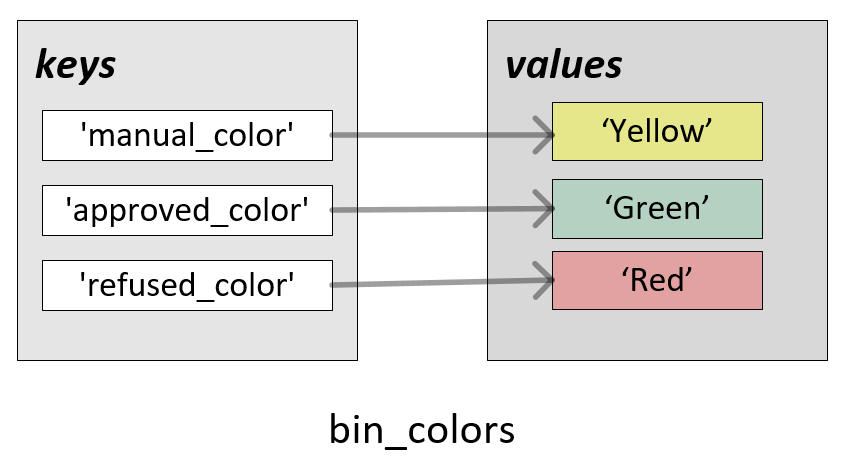 keys
values
'manual_color'
‘Yellow’
'approved_color'
‘Green’
'refused_color'
‘Red’
bin_colors